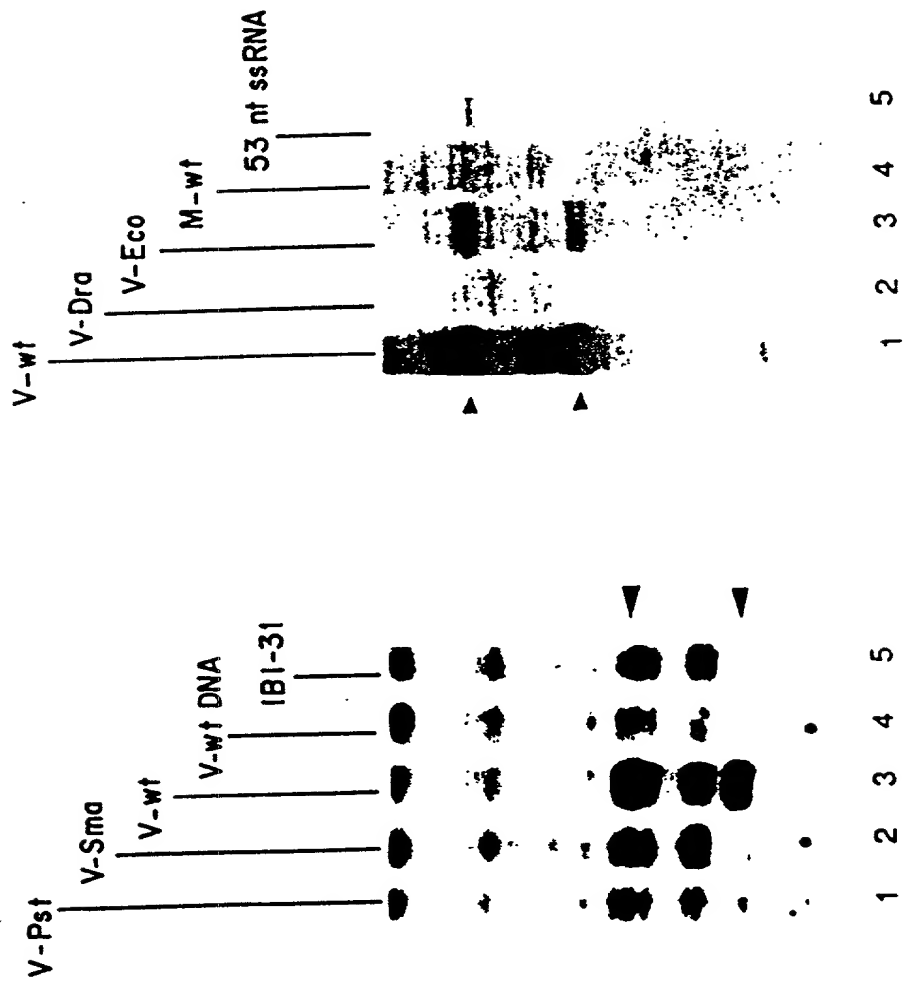 V-wt
V-Dra
V-Eco
M-wt
53 nt ssRNA
1 2 3 4 5
V-Pst
V-Sma
V-wt
V-wt DNA
IBI-31
1 2 3 4 5